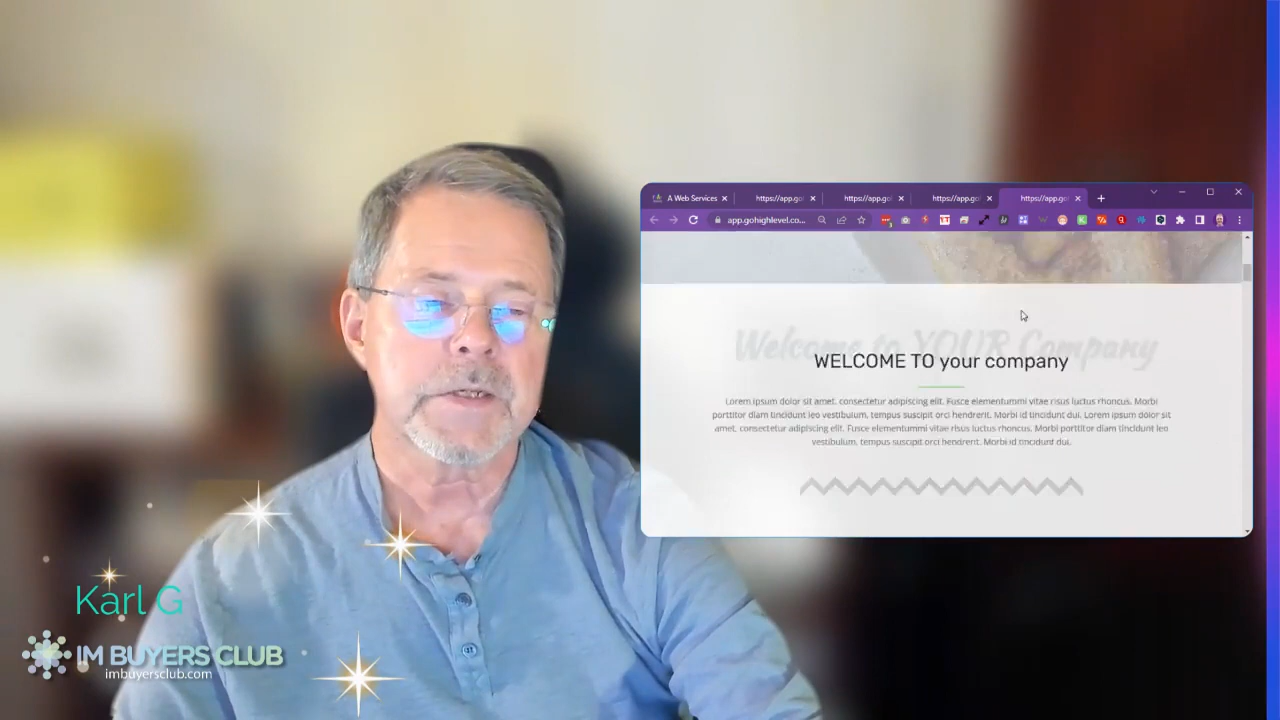 A Web Services
https://app.go
https://app.go
https://app.go
https://app.go
app.gohighlevel.co...
Welcome to YOUR Company
WELCOME TO your company
Lorem ipsum dolor sit amet, consectetur adipiscing elit. Fusce elementummi vitae risus luctus rhoncus. Morbi
porttitor diam tincidunt leo vestibulum, tempus suscipit orci hendrerit. Morbi id tincidunt dui. Lorem ipsum dolor sit
amet, consectetur adipiscing elit. Fusce elementummi vitae risus luctus rhoncus. Morbi porttitor diam tincidunt leo
vestibulum, tempus suscipit orci hendrerit. Morbi id tincidunt dui.
Karl G
IM BUYERS CLUB
imbuyersclub.com